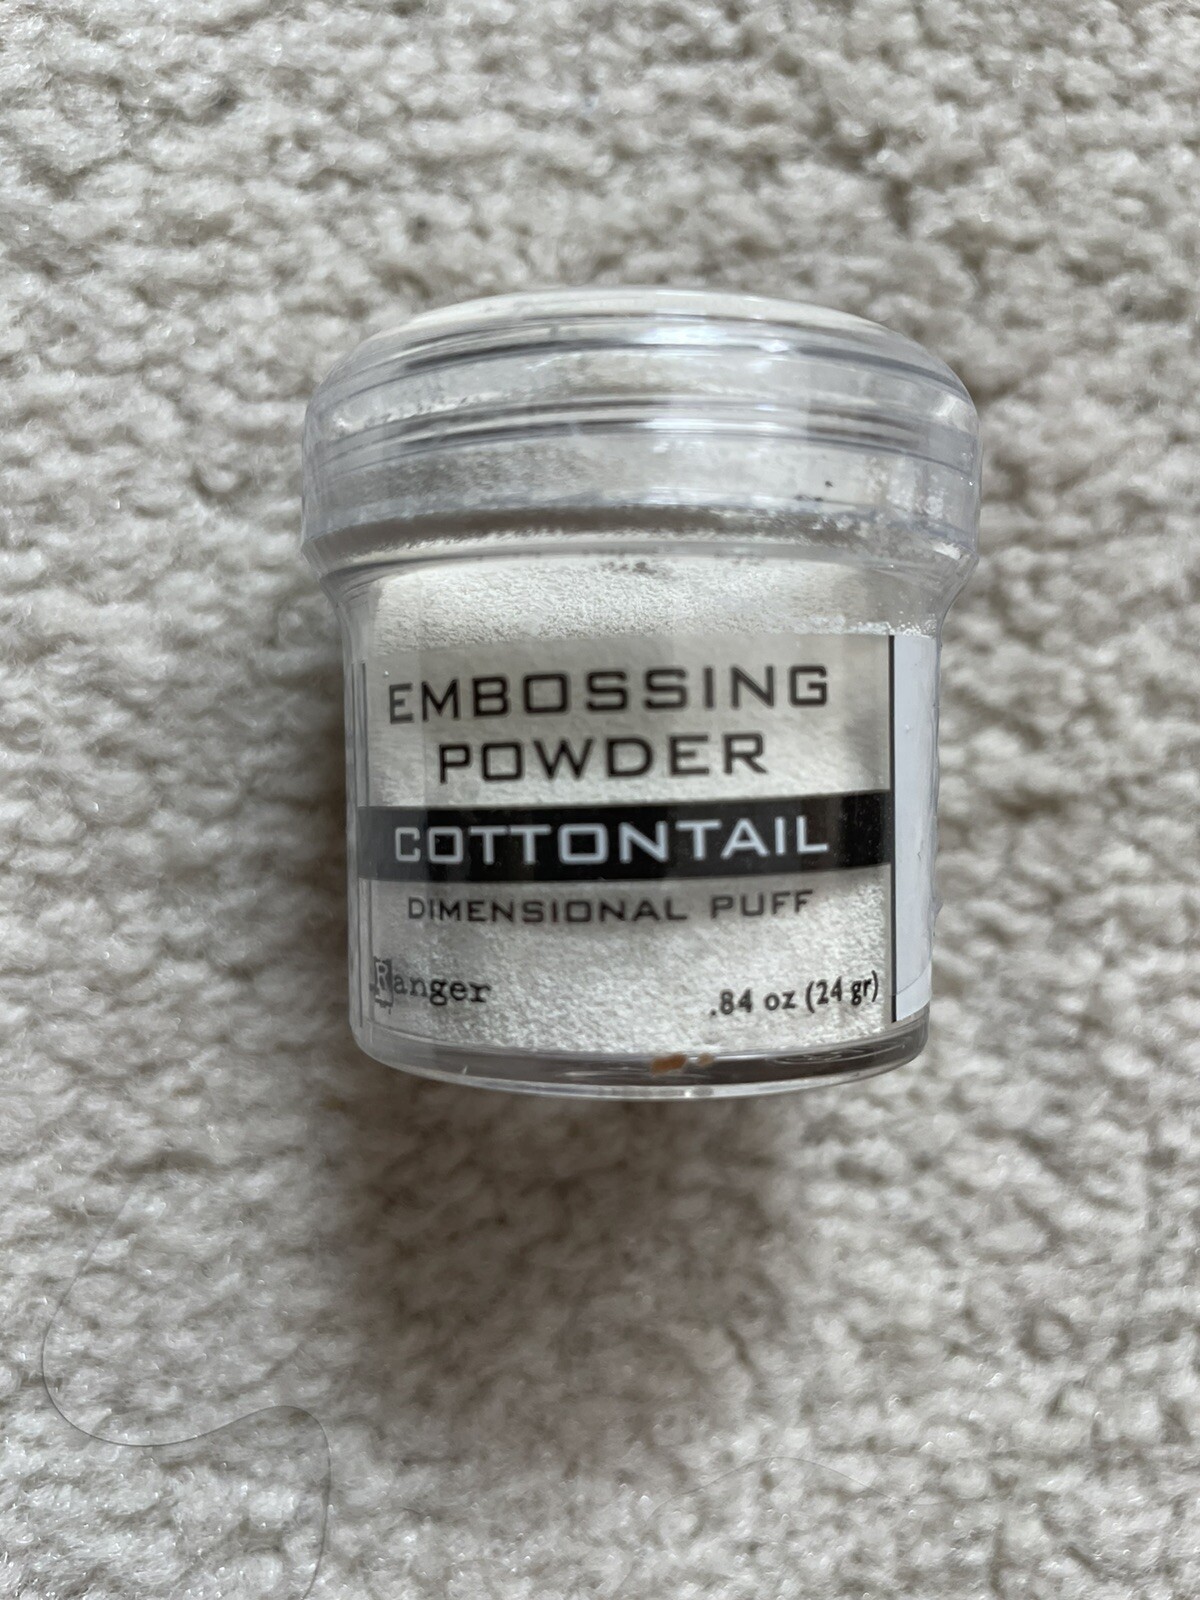 EMBOSSING
POWDER
COTTONTAIL
DIMENSIONAL PUFF
Ranger .84 oz (24 gr)